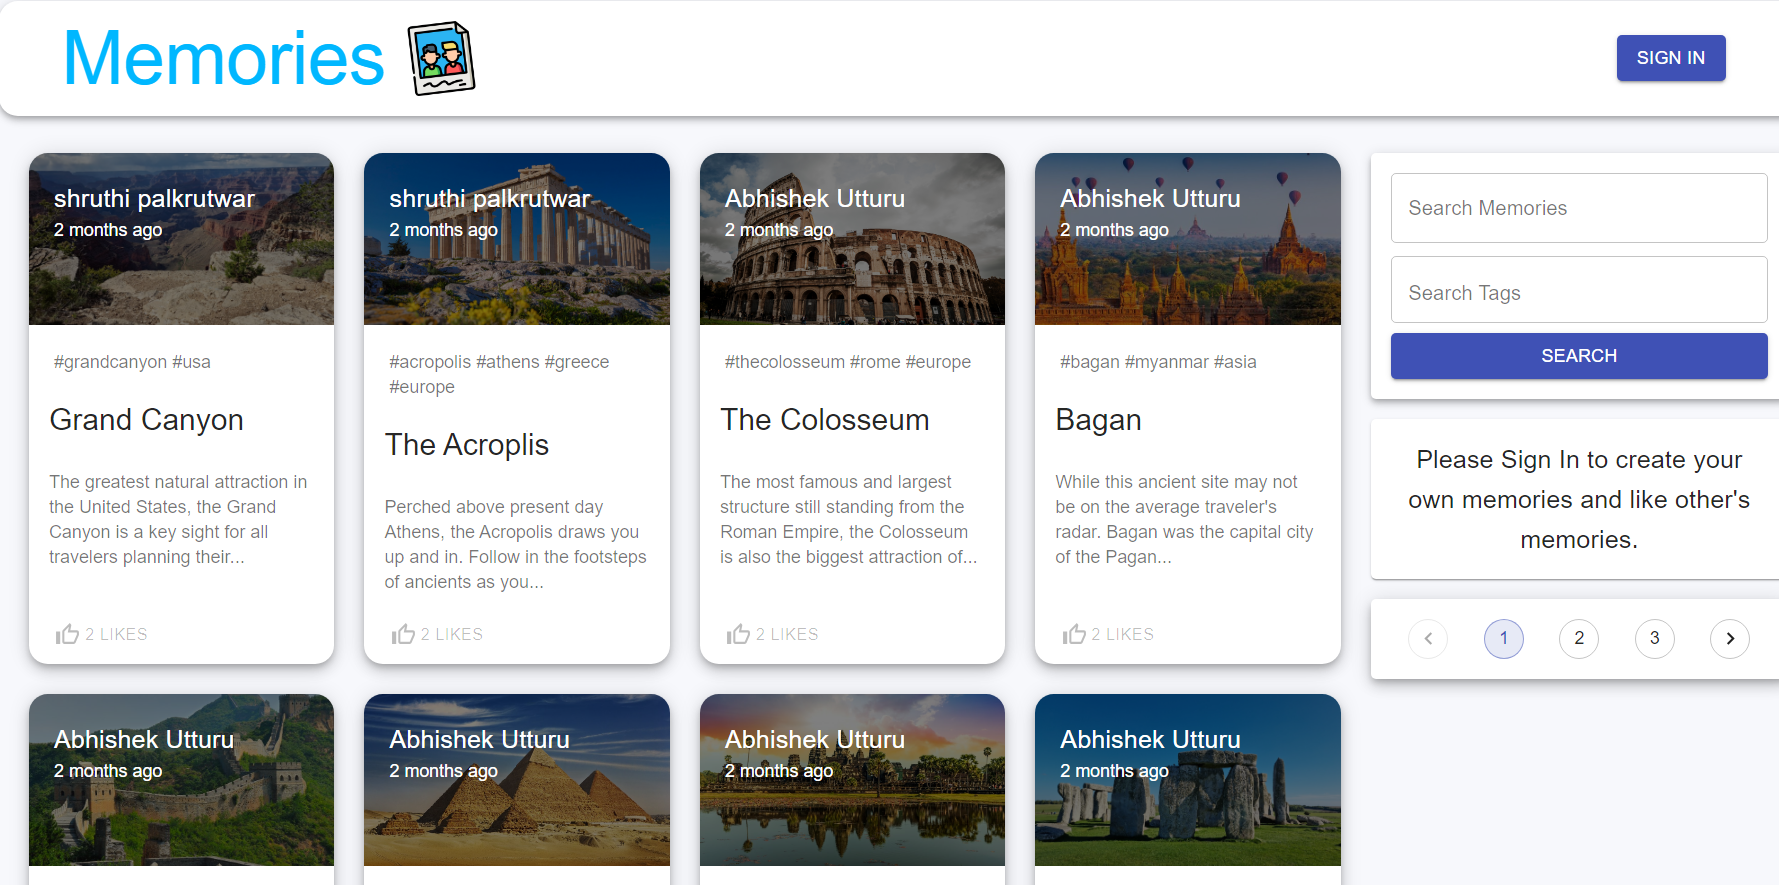 Memories
SIGN IN
shruthi palkrutwar
2 months ago
#grandcanyon #usa
Grand Canyon
The greatest natural attraction in
the United States, the Grand
Canyon is a key sight for all
travelers planning their...
2 LIKES
shruthi palkrutwar
2 months ago
#acropolis #athens #greece
#europe
The Acroplis
Perched above present day
Athens, the Acropolis draws you
up and in. Follow in the footsteps
of ancients as you...
2 LIKES
Abhishek Utturu
2 months ago
#thecolosseum #rome #europe
The Colosseum
The most famous and largest
structure still standing from the
Roman Empire, the Colosseum
is also the biggest attraction of...
2 LIKES
Abhishek Utturu
2 months ago
#bagan #myanmar #asia
Bagan
While this ancient site may not
be on the average traveler's
radar. Bagan was the capital city
of the Pagan...
2 LIKES
Search Memories
Search Tags
SEARCH
Please Sign In to create your
own memories and like other's
memories.
1 2 3
Abhishek Utturu
2 months ago
Abhishek Utturu
2 months ago
Abhishek Utturu
2 months ago
Abhishek Utturu
2 months ago